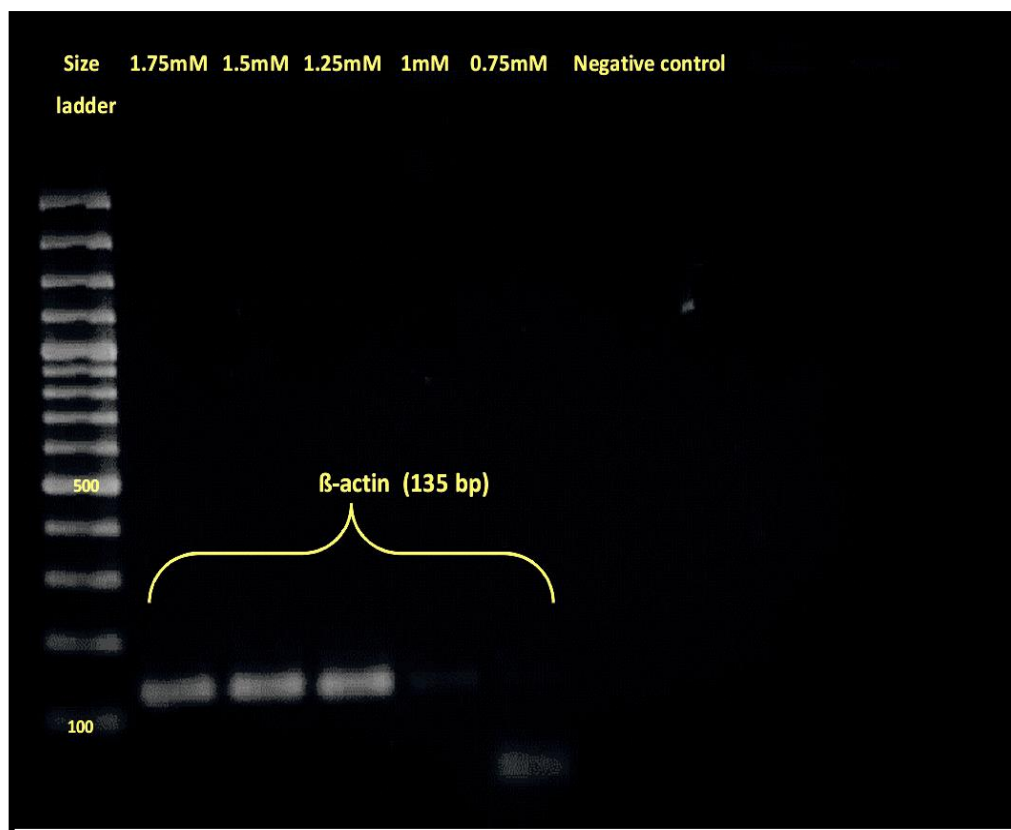 Size 1.75mM 1.5mM 1.25mM 1mM 0.75mM Negative control
ladder
500
ß-actin (135 bp)
100